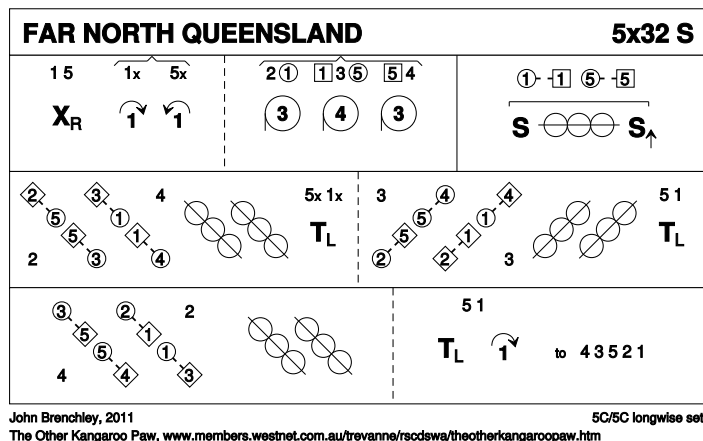 FAR NORTH QUEENSLAND 5x32 S
1 5 1x 5x 2 1 1 3 5 5 4 1 1 5 5
X R 1 1 3 4 3 S S
2 3 4 5x 1x 3 4 4 5 1
5 1 5 1
5 1 T L 5 1 T L
2 3 4 2 2 3
3 2 2 5 1
5 1 T L 1 to 4 3 5 2 1
5 1
4 4 3
John Brenchley, 2011 5C/5C longwise set
The Other Kangaroo Paw, www.members.westnet.com.au/trevanne/rscdswa/theotherkangaroopaw.htm